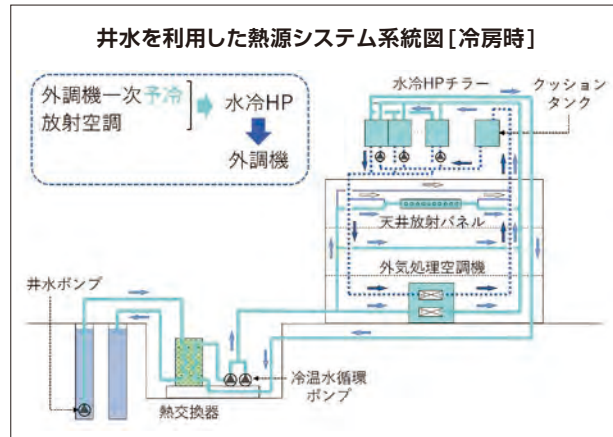 井水を利用した熱源システム系統図[冷房時]
外調機一次予冷
放射空調
水冷HP
外調機
水冷HPチラー
クッション
タンク
天井放射パネル
外気処理空調機
井水ポンプ
冷温水循環
ポンプ
熱交換器